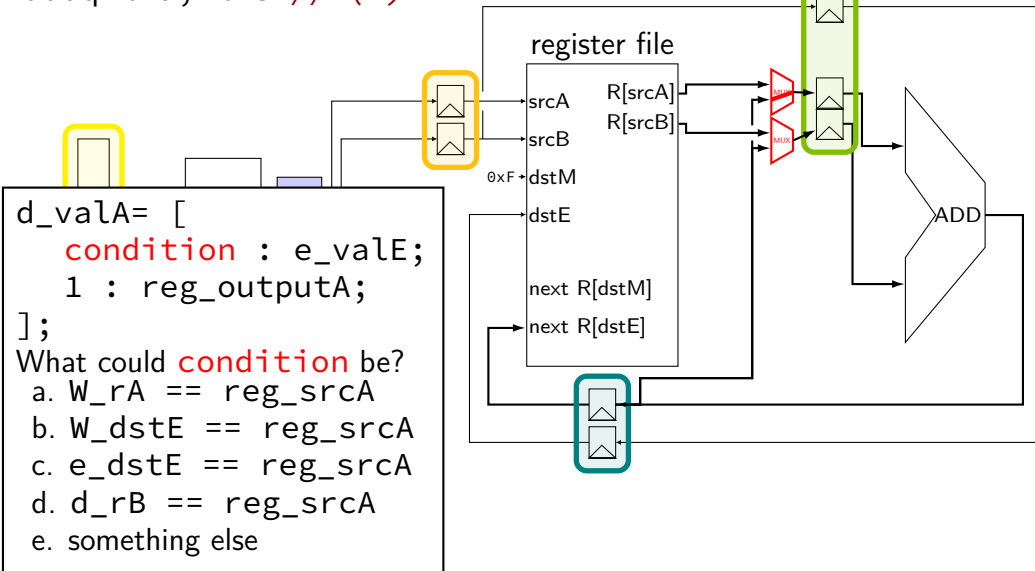 register file
R[srcA]
R[srcB]
srcA
srcB
0xF
dstM
dstE
next R[dstM]
next R[dstE]
MUX
MUX
ADD
d_valA= [
condition : e_valE;
1 : reg_outputA;
];
What could condition be?
a. W_rA == reg_srcA
b. W_dstE == reg_srcA
c. e_dstE == reg_srcA
d. d_rB == reg_srcA
e. something else